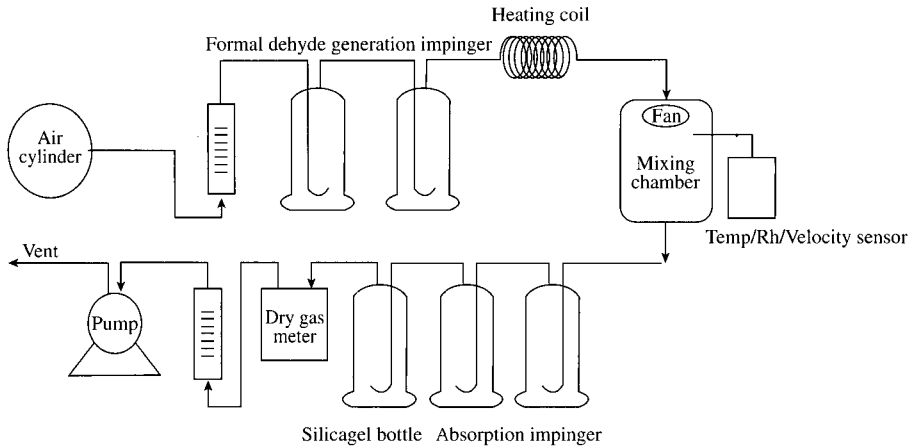 Heating coil
Formal dehyde generation impinger
Air
cylinder
Fan
Mixing
chamber
Temp/Rh/Velocity sensor
Vent
Pump
Dry gas
meter
Silicagel bottle
Absorption impinger